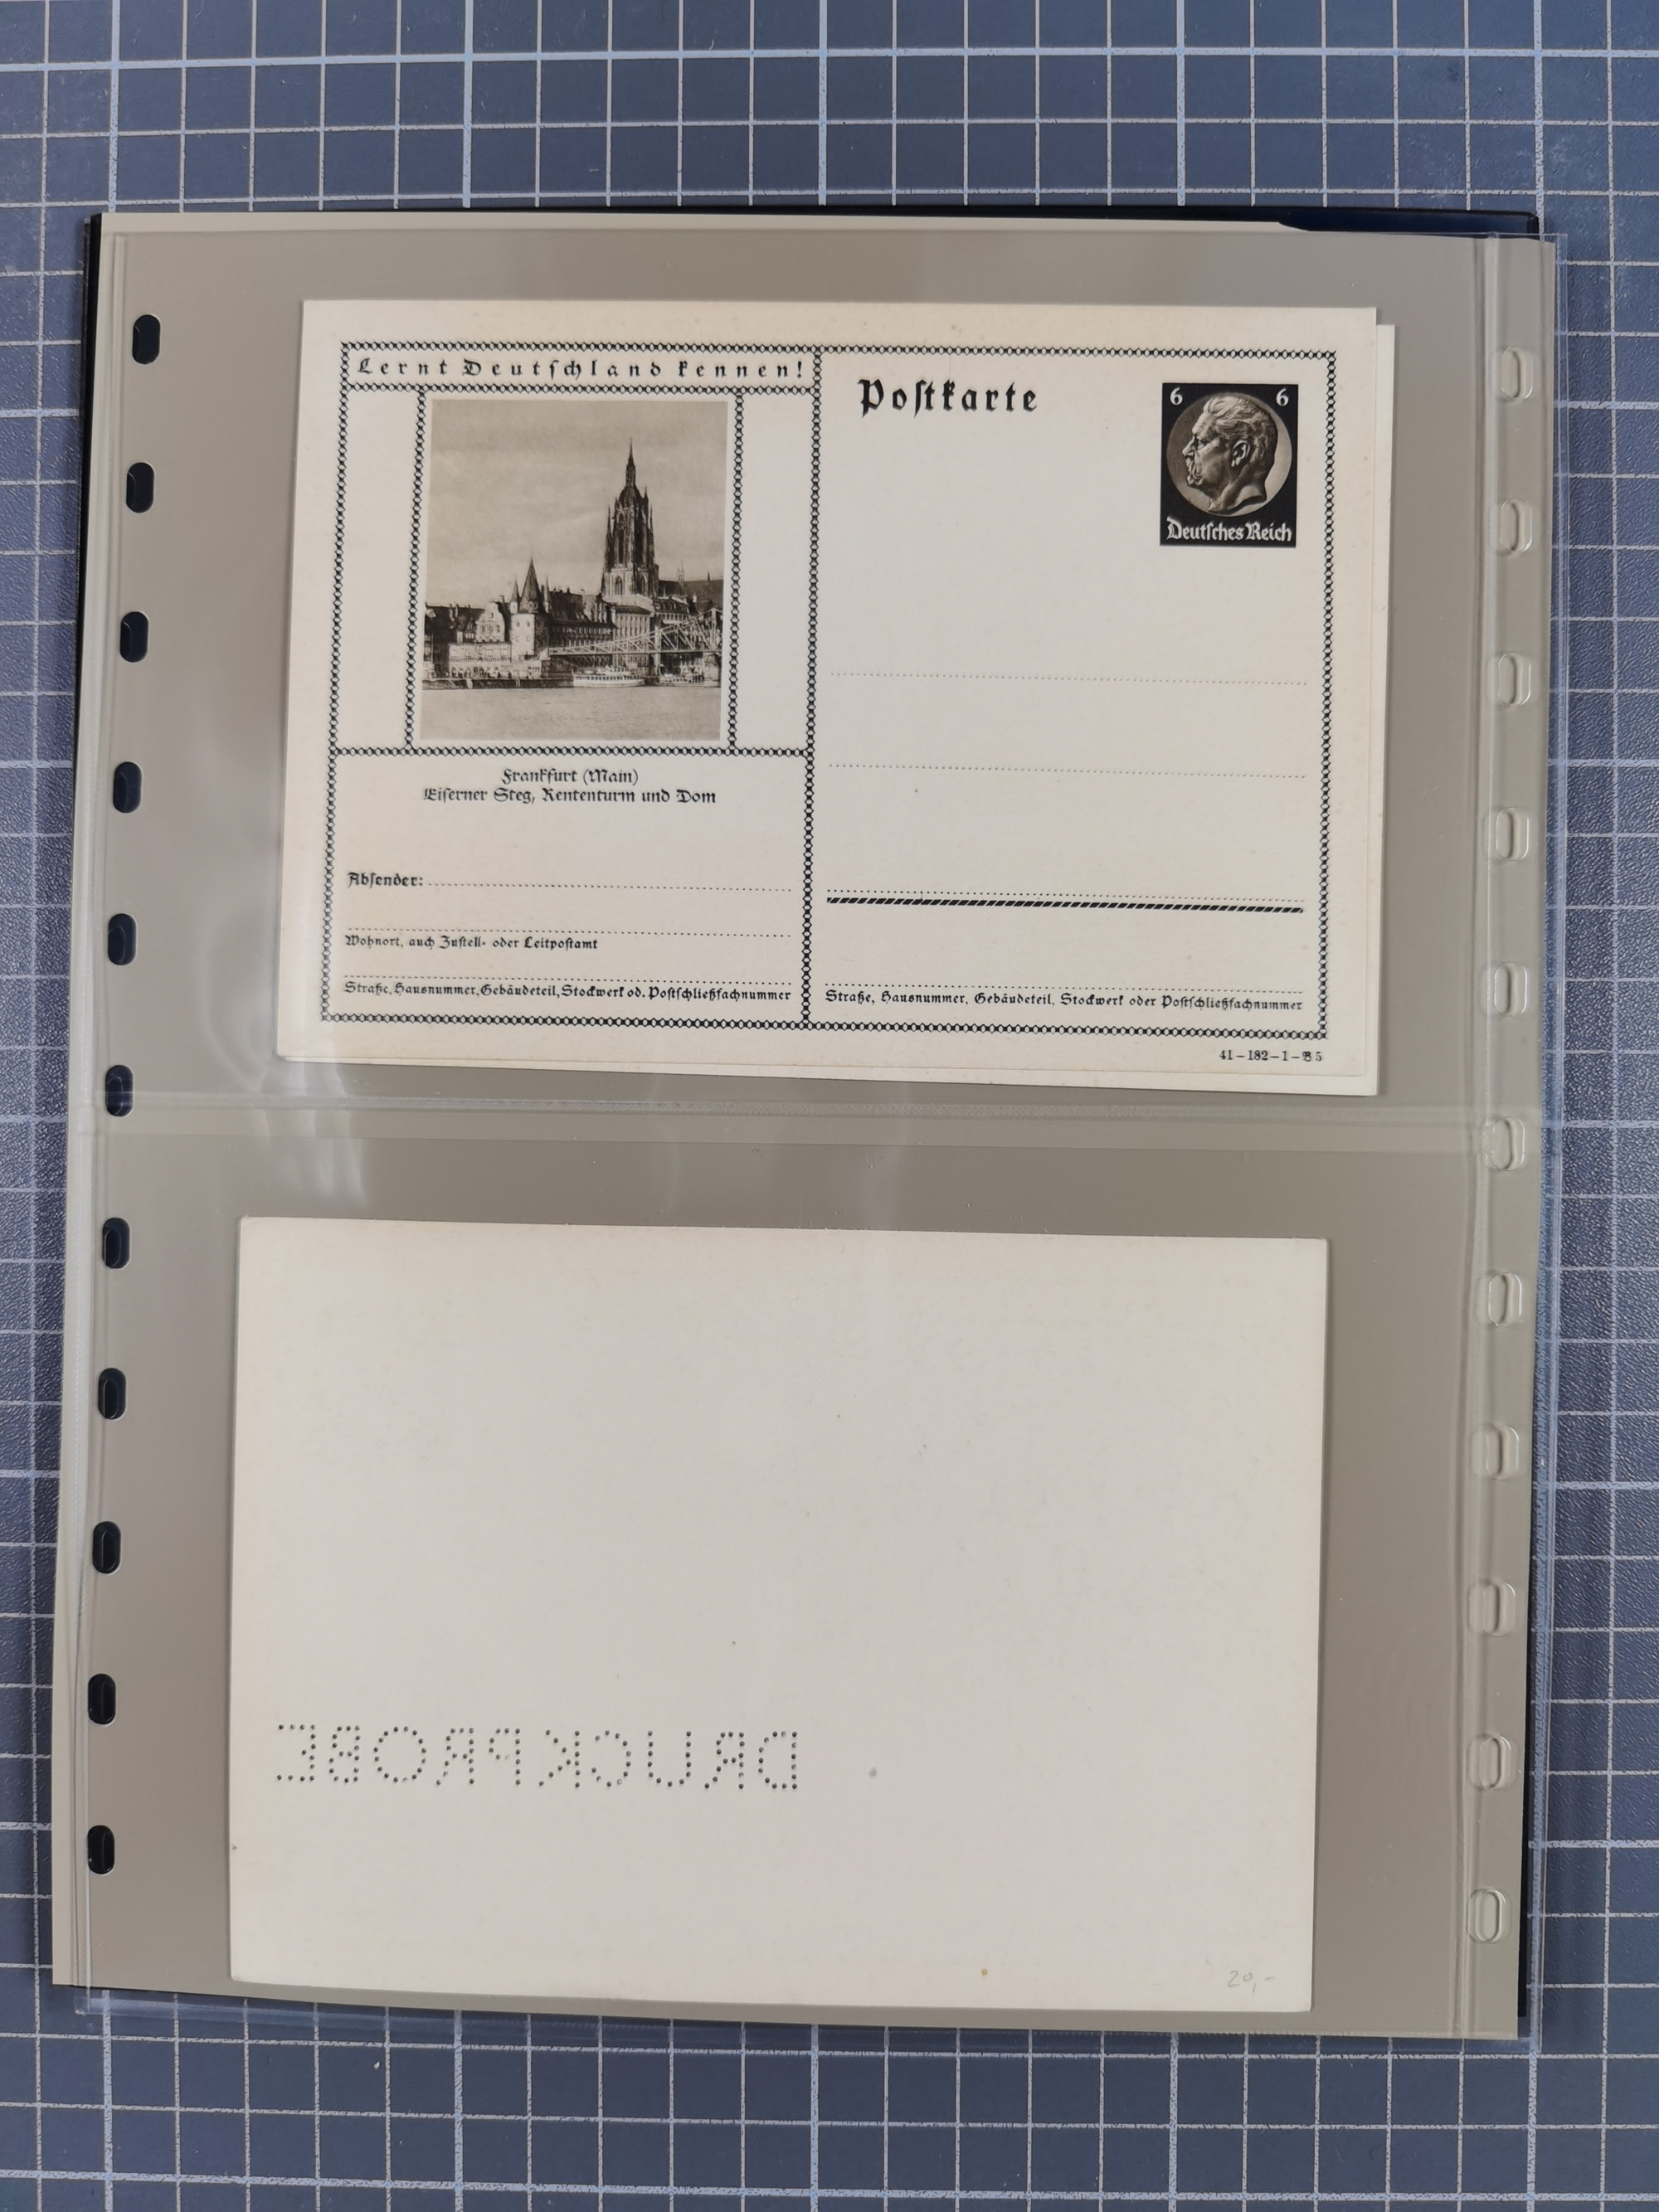 Lernt Deutschland kennen!
Postkarte
6 6
Deutsches Reich
Frankfurt (Main)
Eiserner Steg, Rententurm und Dom
Absender:
Wohnort, auch Zustell- oder Leitpostamt
Straße, Hausnummer, Gebäudeteil, Stockwerk od. Postschließfachnummer
Straße, Hausnummer, Gebäudeteil, Stockwerk oder Postschließfachnummer
41-182-1-B5
DRUCKPROBE
20,-